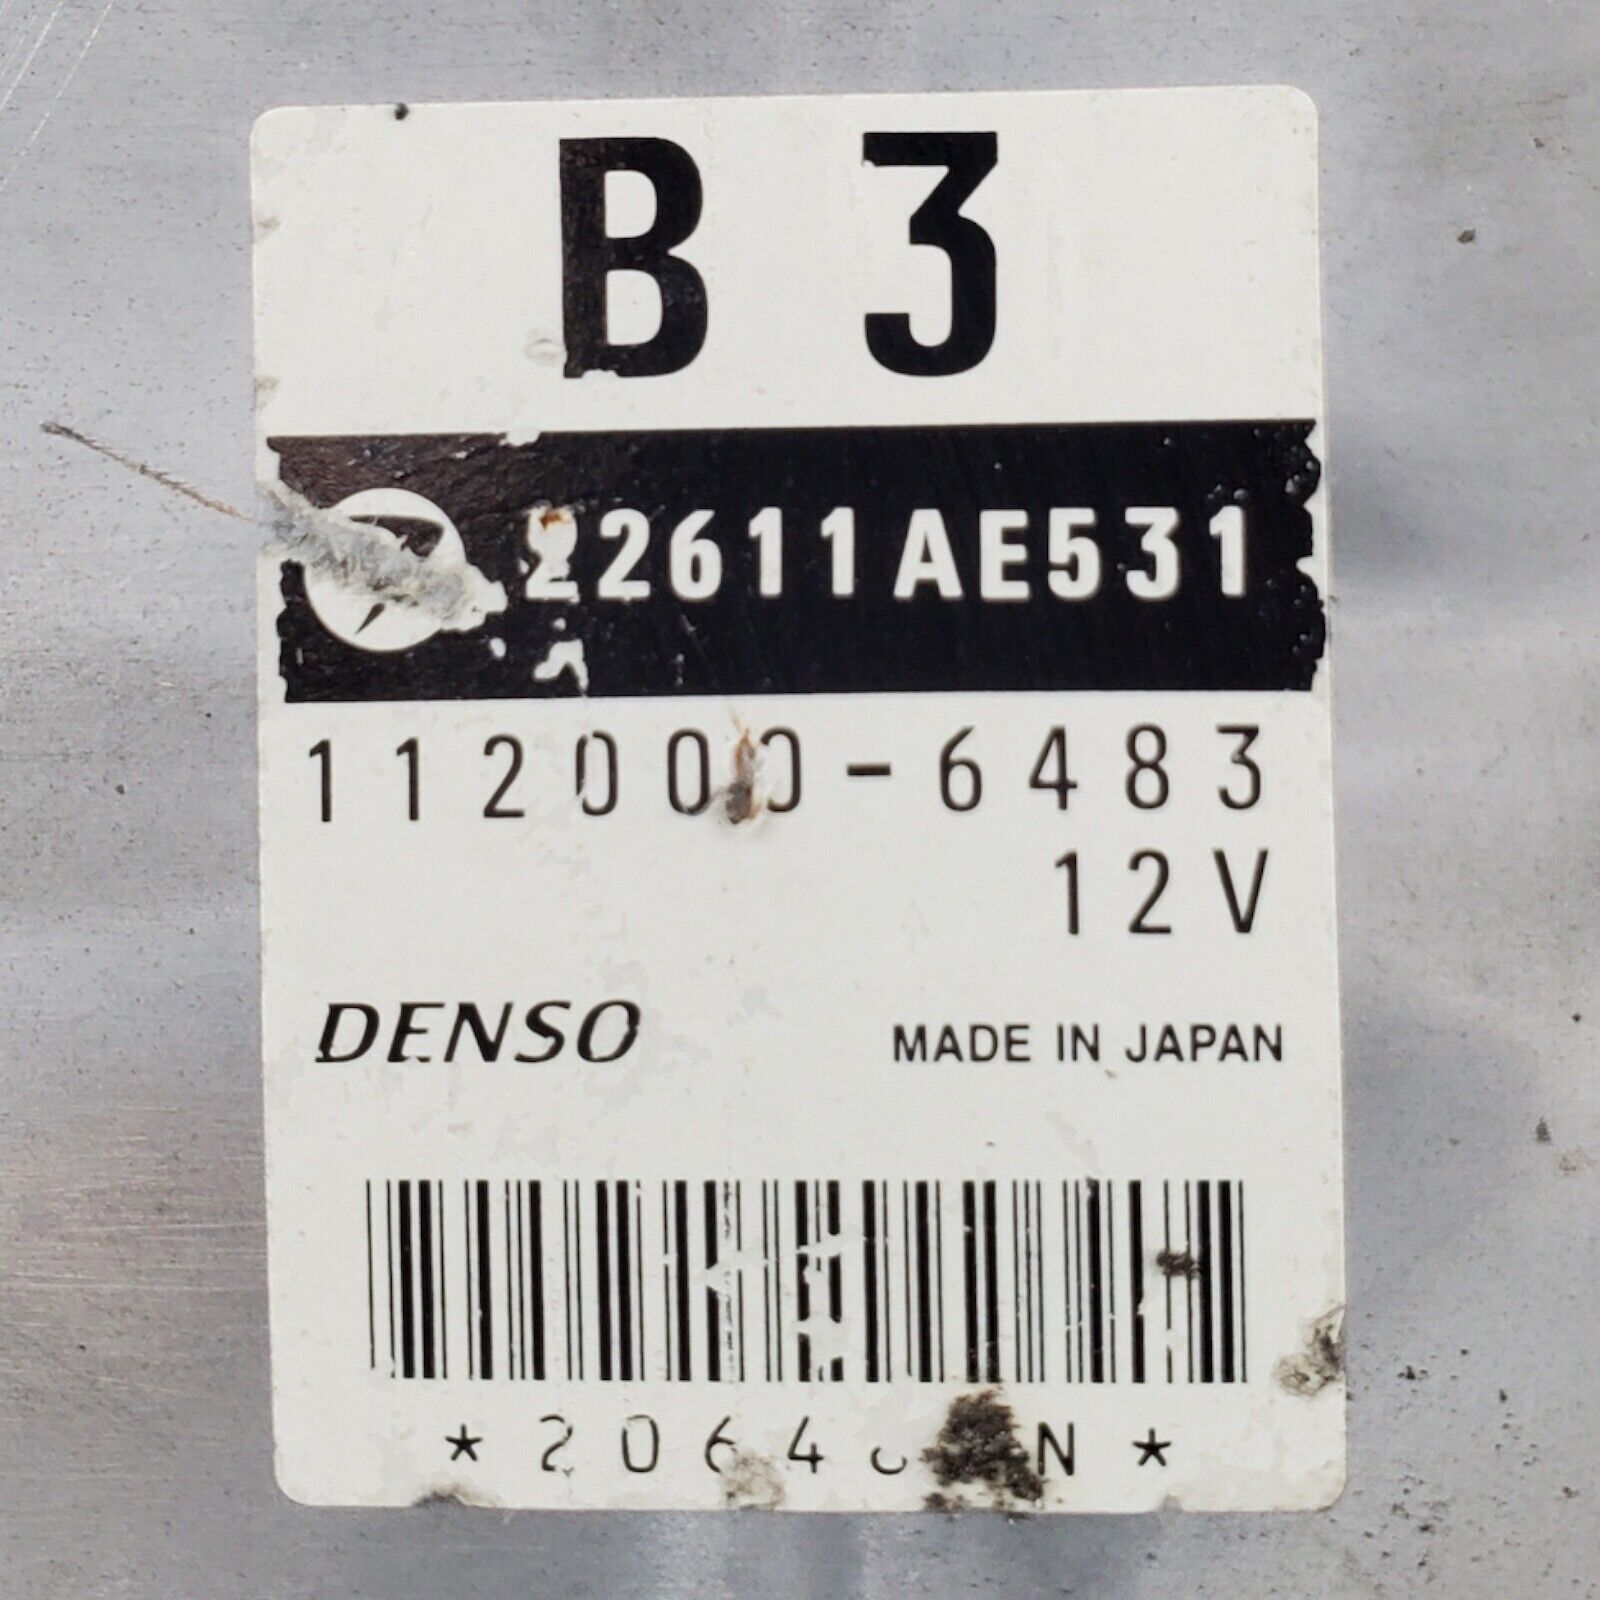 B 3
22611AE531
112000-6483
12V
DENSO
MADE IN JAPAN